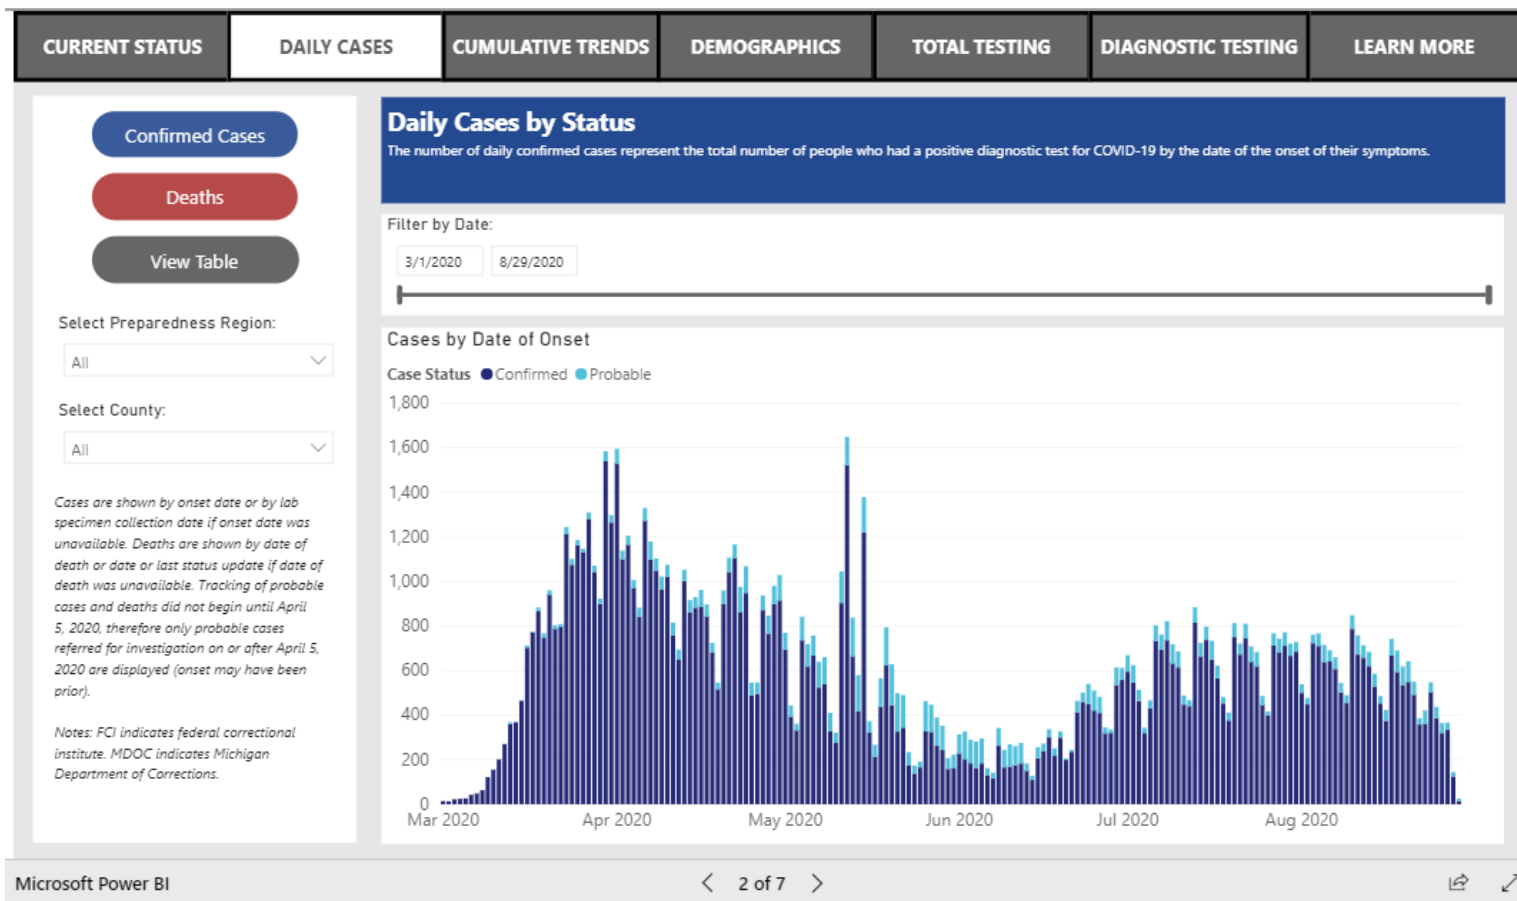 CURRENT STATUS
DAILY CASES
CUMULATIVE TRENDS
DEMOGRAPHICS
TOTAL TESTING
DIAGNOSTIC TESTING
LEARN MORE
Confirmed Cases
Deaths
View Table
Select Preparedness Region:
All
Select County:
All
Cases are shown by onset date or by lab
specimen collection date if onset date was
unavailable. Deaths are shown by date of
death or date or last status update if date of
death was unavailable. Tracking of probable
cases and deaths did not begin until April
5, 2020, therefore only probable cases
referred for investigation on or after April 5,
2020 are displayed (onset may have been
prior).
Notes: FCI indicates federal correctional
institute. MDOC indicates Michigan
Department of Corrections.
Daily Cases by Status
The number of daily confirmed cases represent the total number of people who had a positive diagnostic test for COVID-19 by the date of the onset of their symptoms.
Filter by Date:
3/1/2020
8/29/2020
Cases by Date of Onset
Case Status Confirmed Probable
1,800
1,600
1,400
1,200
1,000
800
600
400
200
0
Mar 2020
Apr 2020
May 2020
Jun 2020
Jul 2020
Aug 2020
Microsoft Power BI
2 of 7